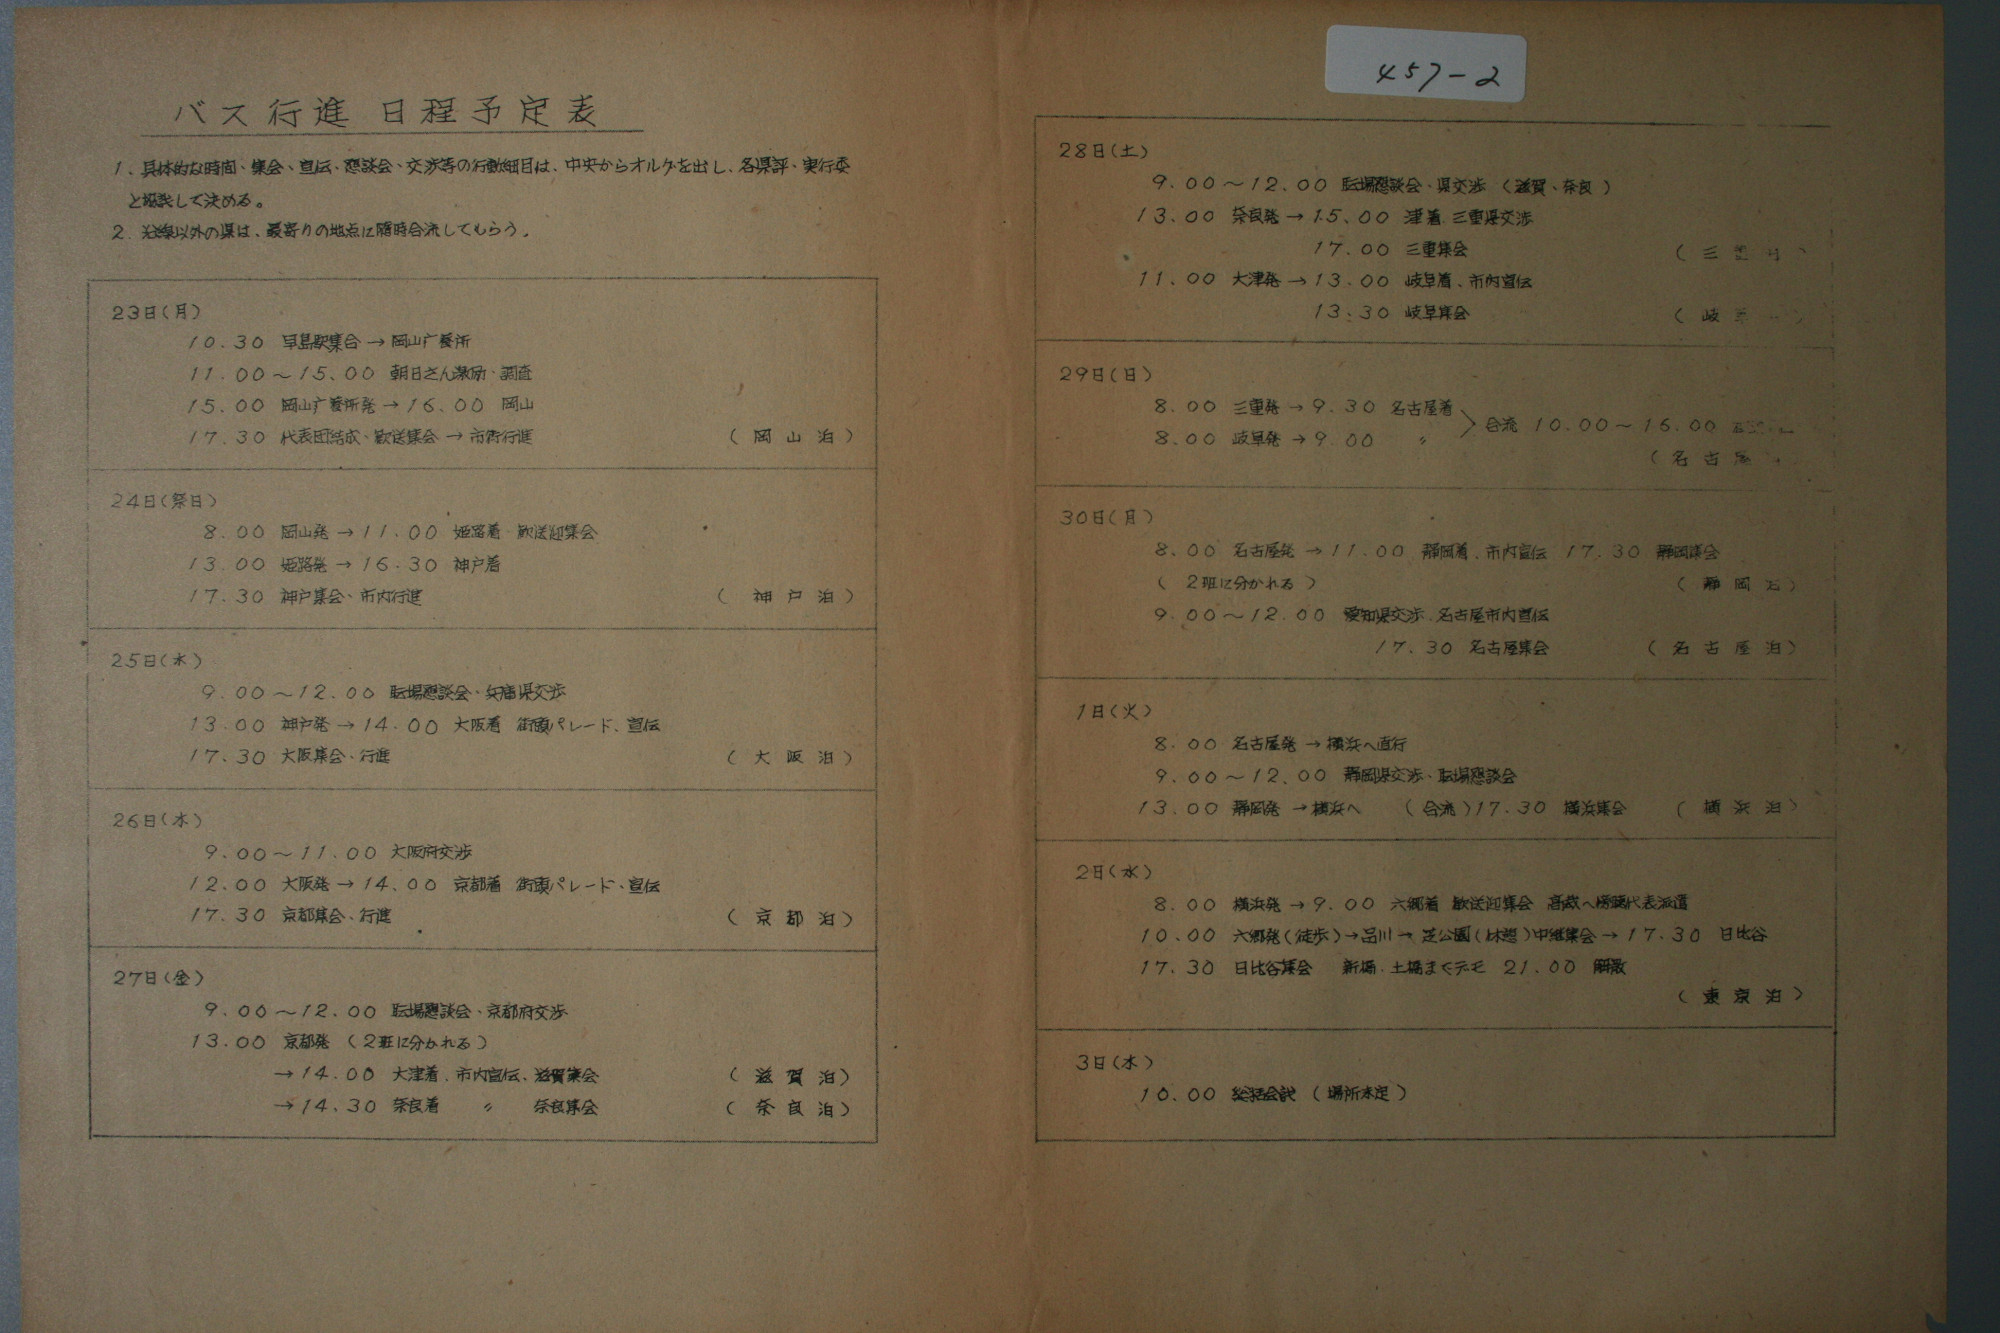 457-2
バス行進 日程予定表
1. 具体的な時間、集会、宣伝、懇談会、交渉等の行動細目は、中央からオルグを出し、各県評、実行委
と相談して決める。
2. 沿線以外の県は、最寄りの地点に随時合流してもらう。
23日(月)
10.30 早島駅集合→岡山广養所
11.00〜15.00 朝日さん激励・調査
15.00 岡山广養所発→16.00 岡山
17.30 代表団結成、歓送集会→市街行進 (岡山泊)
24日(祭日)
8.00 岡山発→11.00 姫路着 歓送迎集会
13.00 姫路発→16.30 神戸着
17.30 神戸集会、市内行進 (神戸泊)
25日(水)
9.00〜12.00 転場懇談会、兵庫県交渉
13.00 神戸発→14.00 大阪着 街頭パレード、宣伝
17.30 大阪集会、行進 (大阪泊)
26日(木)
9.00〜11.00 大阪府交渉
12.00 大阪発→14.00 京都着 街頭パレード、宣伝
17.30 京都集会、行進 (京都泊)
27日(金)
9.00〜12.00 転場懇談会、京都府交渉
13.00 京都発 (2班に分かれる)
→14.00 大津着、市内宣伝、滋賀集会 (滋賀泊)
→14.30 奈良着 〃 奈良集会 (奈良泊)
28日(土)
9.00〜12.00 転場懇談会、県交渉 (滋賀、奈良)
13.00 奈良発→15.00 津着 三重県交渉
17.00 三重集会 (三重
11.00 大津発→13.00 岐阜着、市内宣伝
13.30 岐阜集会 (岐阜
29日(日)
8.00 三重発→9.30 名古屋着
8.00 岐阜発→9.00 〃
合流 10.00〜16.00
(名古屋
30日(月)
8.00 名古屋発→11.00 静岡着、市内宣伝 17.30 静岡集会
(2班に分かれる) (静岡泊)
9.00〜12.00 愛知県交渉、名古屋市内宣伝
17.30 名古屋集会 (名古屋泊)
1日(火)
8.00 名古屋発→横浜へ直行
9.00〜12.00 静岡県交渉、転場懇談会
13.00 静岡発→横浜へ (合流)17.30 横浜集会 (横浜泊)
2日(水)
8.00 横浜発→9.00 六郷着 歓送迎集会 高裁へ代表派遣
10.00 六郷発(徒歩)→品川→芝公園(休憩)中継集会→17.30 日比谷
17.30 日比谷集会 新橋、土橋までデモ 21.00 解散
(東京泊)
3日(木)
10.00 総括会議 (場所未定)